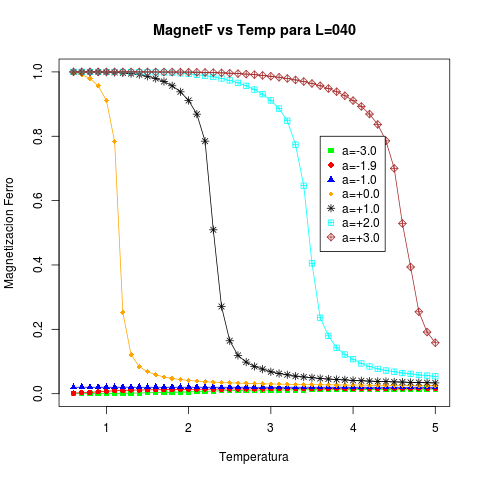 MagnetF vs Temp para L=040
Magnetizacion Ferro
1.0
0.8
0.6
0.4
0.2
0.0
a=-3.0
a=-1.9
a=-1.0
a=+0.0
a=+1.0
a=+2.0
a=+3.0
1 2 3 4 5
Temperatura